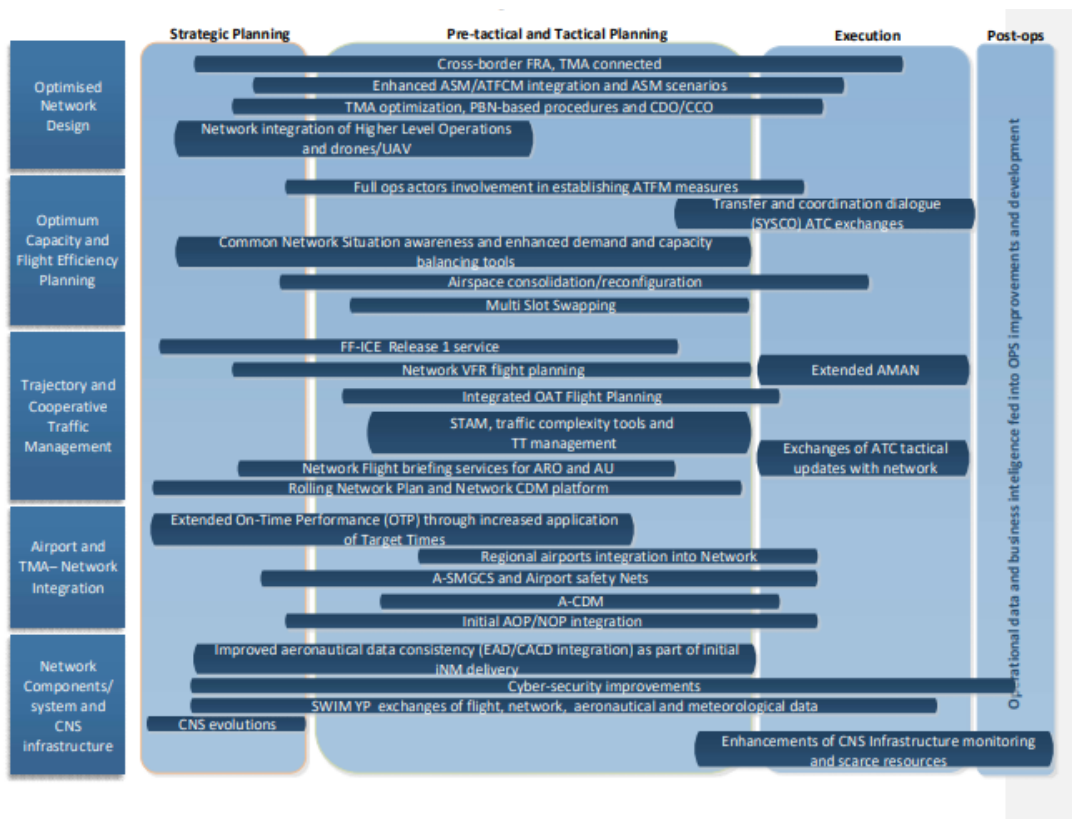 Strategic Planning
Pre-tactical and Tactical Planning
Execution
Post-ops
Optimised
Network
Design
Cross-border FRA, TMA connected
Enhanced ASM/ATFCM integration and ASM scenarios
TMA optimization, PBN-based procedures and CDO/CCO
Network integration of Higher Level Operations
and drones/UAV
Optimum
Capacity and
Flight Efficiency
Planning
Full ops actors involvement in establishing ATFM measures
Transfer and coordination dialogue
(SYSCO) ATC exchanges
Common Network Situation awareness and enhanced demand and capacity
balancing tools
Airspace consolidation/reconfiguration
Multi Slot Swapping
Trajectory and
Cooperative
Traffic
Management
FF-ICE Release 1 service
Network VFR flight planning
Extended AMAN
Integrated OAT Flight Planning
STAM, traffic complexity tools and
TT management
Exchanges of ATC tactical
updates with network
Network Flight briefing services for ARO and AU
Rolling Network Plan and Network CDM platform
Airport and
TMA– Network
Integration
Extended On-Time Performance (OTP) through increased application
of Target Times
Regional airports integration into Network
A-SMGCS and Airport safety Nets
A-CDM
Initial AOP/NOP integration
Network
Components/
system and
CNS
infrastructure
Improved aeronautical data consistency (EAD/CACD integration) as part of initial
iNM delivery
Cyber-security improvements
SWIM YP exchanges of flight, network, aeronautical and meteorological data
CNS evolutions
Enhancements of CNS Infrastructure monitoring
and scarce resources
Operational data and business inteligence fed into OPS improvements and development